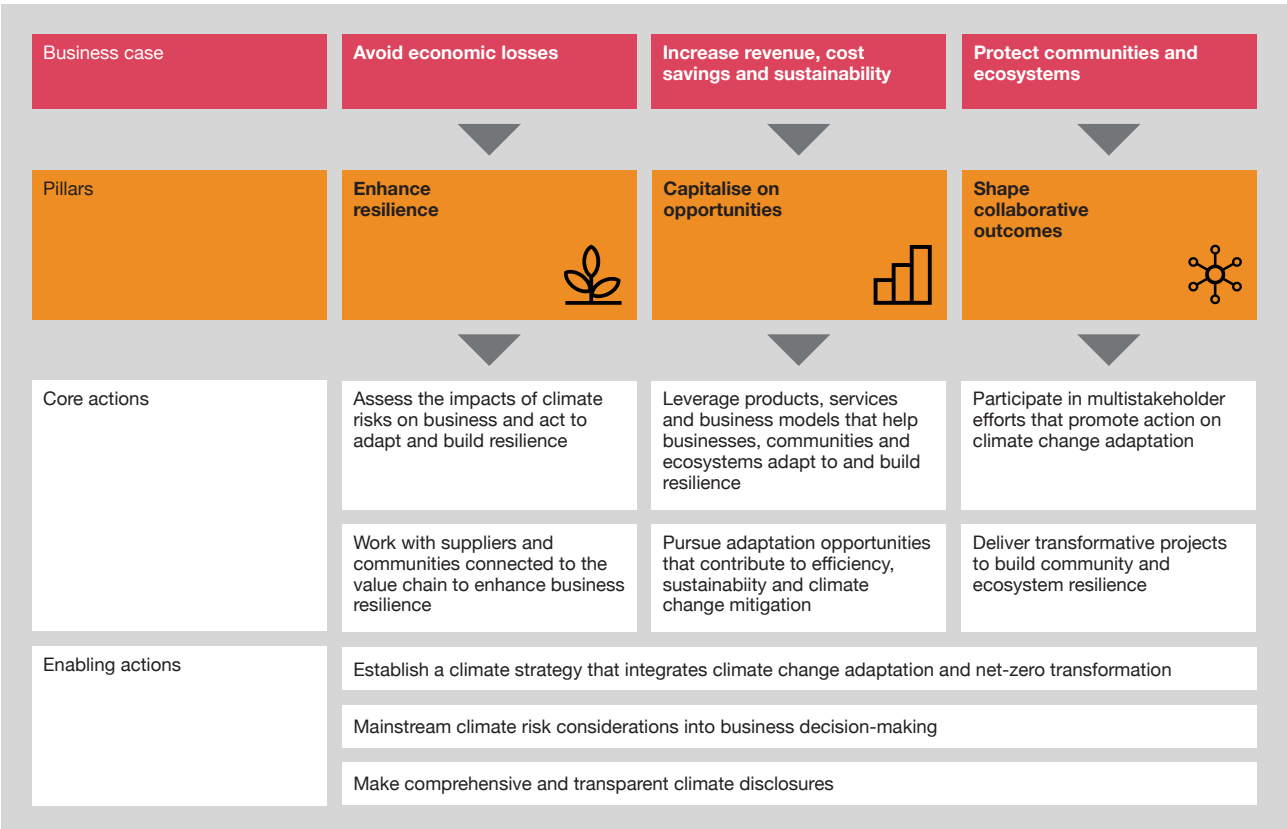 Business case
Avoid economic losses
Increase revenue, cost
savings and sustainability
Protect communities and
ecosystems
Pillars
Enhance
resilience
Capitalise on
opportunities
Shape
collaborative
outcomes
Core actions
Assess the impacts of climate
risks on business and act to
adapt and build resilience
Leverage products, services
and business models that help
businesses, communities and
ecosystems adapt to and build
resilience
Participate in multistakeholder
efforts that promote action on
climate change adaptation
Work with suppliers and
communities connected to the
value chain to enhance business
resilience
Pursue adaptation opportunities
that contribute to efficiency,
sustainabiity and climate
change mitigation
Deliver transformative projects
to build community and
ecosystem resilience
Enabling actions
Establish a climate strategy that integrates climate change adaptation and net-zero transformation
Mainstream climate risk considerations into business decision-making
Make comprehensive and transparent climate disclosures